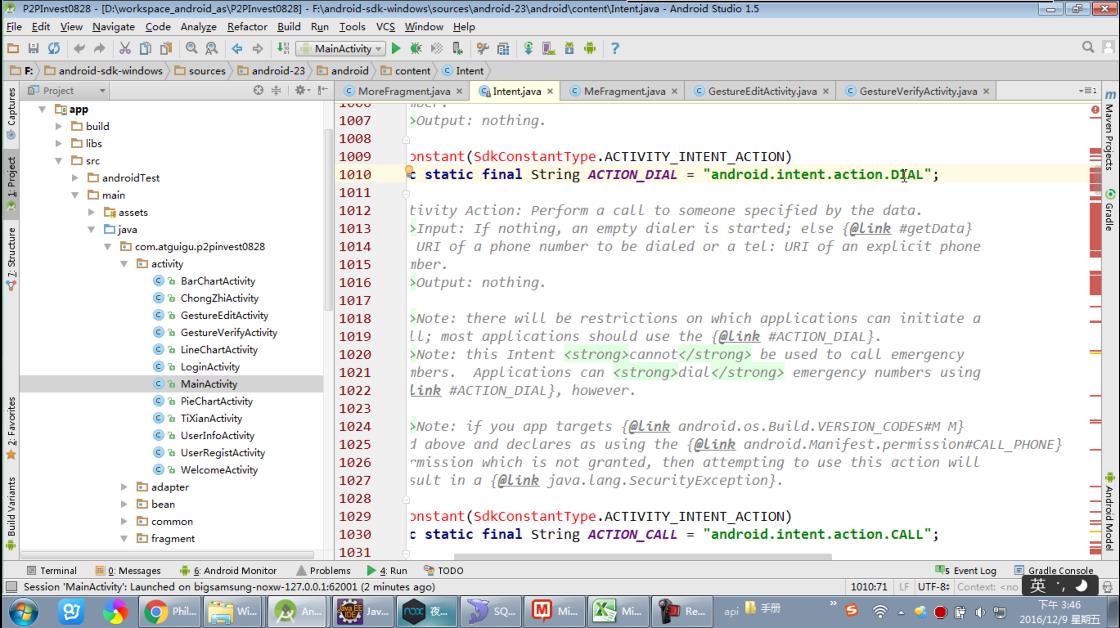 P2PInvest0828 - [D:\workspace_android_as\P2PInvest0828] - F:\android-sdk-windows\sources\android-23\android\content\Intent.java - Android Studio 1.5
File Edit View Navigate Code Analyze Refactor Build Run Tools VCS Window Help
MainActivity
F: android-sdk-windows sources android-23 android content Intent
Project
MoreFragment.java Intent.java MeFragment.java GestureEditActivity.java GestureVerifyActivity.java
Captures
1: Project
7: Structure
2: Favorites
Build Variants
app
build
libs
src
androidTest
main
assets
java
com.atguigu.p2pinvest0828
activity
BarChartActivity
ChongZhiActivity
GestureEditActivity
GestureVerifyActivity
LineChartActivity
LoginActivity
MainActivity
PieChartActivity
TiXianActivity
UserInfoActivity
UserRegistActivity
WelcomeActivity
adapter
bean
common
fragment
1007 >Output: nothing.
1008
1009 onstant(SdkConstantType.ACTIVITY_INTENT_ACTION)
1010 c static final String ACTION_DIAL = "android.intent.action.DIAL";
1011
1012 tivity Action: Perform a call to someone specified by the data.
1013 >Input: If nothing, an empty dialer is started; else {@link #getData}
1014 URI of a phone number to be dialed or a tel: URI of an explicit phone
1015 mber.
1016 >Output: nothing.
1017
1018 >Note: there will be restrictions on which applications can initiate a
1019 ll; most applications should use the {@link #ACTION_DIAL}.
1020 >Note: this Intent <strong>cannot</strong> be used to call emergency
1021 mbers. Applications can <strong>dial</strong> emergency numbers using
1022 link #ACTION_DIAL}, however.
1023
1024 >Note: if you app targets {@link android.os.Build.VERSION_CODES#M M}
1025 d above and declares as using the {@link android.Manifest.permission#CALL_PHONE}
1026 rmission which is not granted, then attempting to use this action will
1027 sult in a {@link java.lang.SecurityException}.
1028
1029 onstant(SdkConstantType.ACTIVITY_INTENT_ACTION)
1030 c static final String ACTION_CALL = "android.intent.action.CALL";
1031
Maven Projects
Gradle
Android Model
Terminal 0: Messages 6: Android Monitor Problems 4: Run TODO 5 Event Log Gradle Console
Session 'MainActivity': Launched on bigsamsung-noxw-127.0.0.1:62001 (2 minutes ago) 1010:71 LF UTF-8: Context: <no
英
Phil... Wi... An... Jav... 夜... SQ... Mi... Mi... Re... api 手册
下午 3:46
2016/12/9 星期五